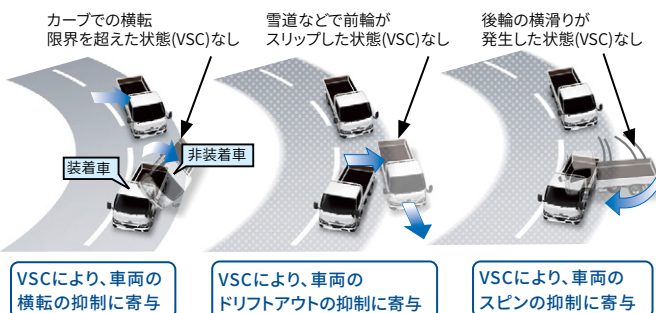 カーブでの横転
限界を超えた状態(VSC)なし
雪道などで前輪が
スリップした状態(VSC)なし
後輪の横滑りが
発生した状態(VSC)なし
装着車
非装着車
VSCにより、車両の
横転の抑制に寄与
VSCにより、車両の
ドリフトアウトの抑制に寄与
VSCにより、車両の
スピンの抑制に寄与